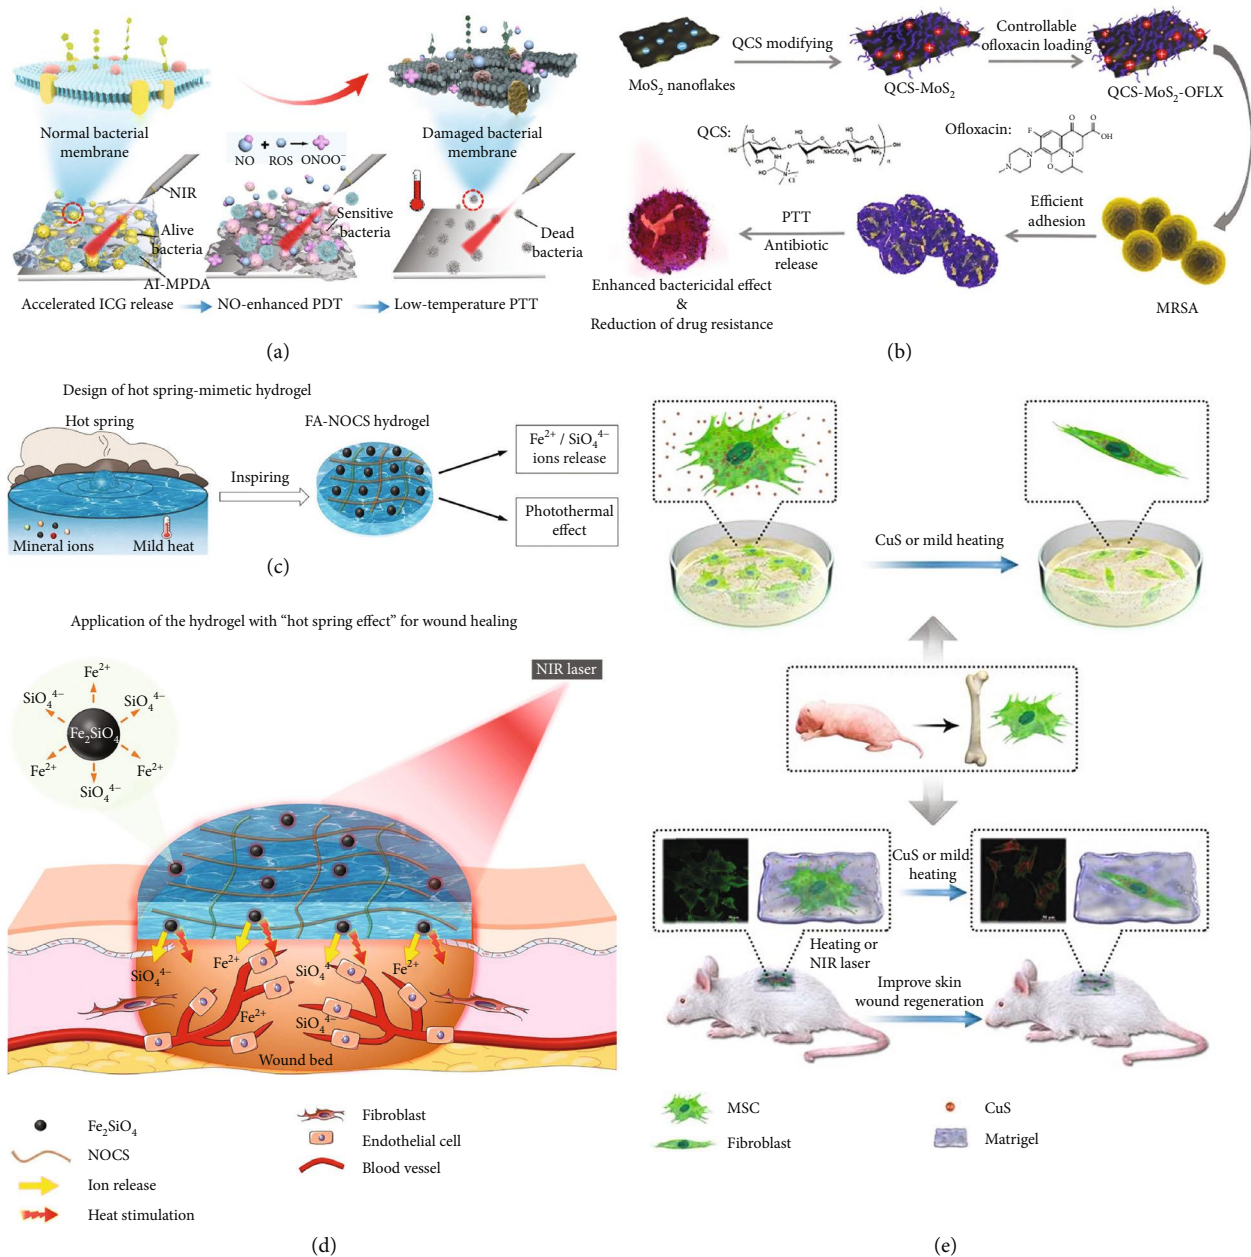 Normal bacterial
membrane
Damaged bacterial
membrane
NO + ROS → ONOO⁻
NIR
Alive
bacteria
AI-MPDA
Sensitive
bacteria
Dead
bacteria
Accelerated ICG release
NO-enhanced PDT
Low-temperature PTT
(a)
MoS₂ nanoflakes
QCS modifying
QCS-MoS₂
Controllable
ofloxacin loading
QCS-MoS₂-OFLX
QCS:
Ofloxacin:
Efficient
adhesion
MRSA
PTT
Antibiotic
release
Enhanced bactericidal effect
&
Reduction of drug resistance
(b)
Design of hot spring-mimetic hydrogel
Hot spring
Mineral ions
Mild heat
Inspiring
FA-NOCS hydrogel
Fe²⁺ / SiO₄⁴⁻
ions release
Photothermal
effect
(c)
Application of the hydrogel with “hot spring effect” for wound healing
Fe²⁺
SiO₄⁴⁻
SiO₄⁴⁻
Fe₂SiO₄
Fe²⁺
Fe²⁺
SiO₄⁴⁻
NIR laser
SiO₄⁴⁻
Fe²⁺
SiO₄⁴⁻
Fe²⁺
Fe²⁺
SiO₄⁴⁻
Wound bed
Fe₂SiO₄
NOCS
Ion release
Heat stimulation
Fibroblast
Endothelial cell
Blood vessel
(d)
CuS or mild heating
CuS or mild
heating
Heating or
NIR laser
Improve skin
wound regeneration
MSC
Fibroblast
CuS
Matrigel
(e)